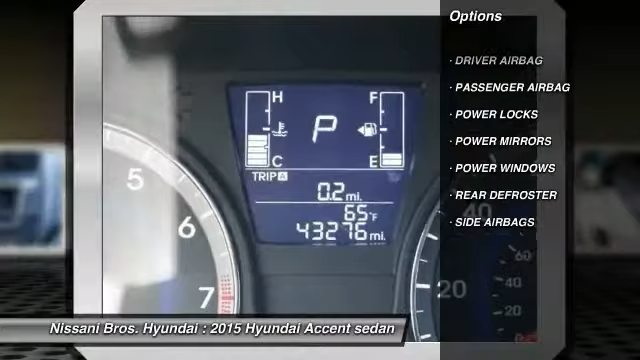 Options
· DRIVER AIRBAG
· PASSENGER AIRBAG
· POWER LOCKS
· POWER MIRRORS
· POWER WINDOWS
· REAR DEFROSTER
· SIDE AIRBAGS
H F
P
C E
TRIP A
0.2 mi.
65°F
43276 mi.
5
6
7
40
20
60
40
20
Nissani Bros. Hyundai : 2015 Hyundai Accent sedan